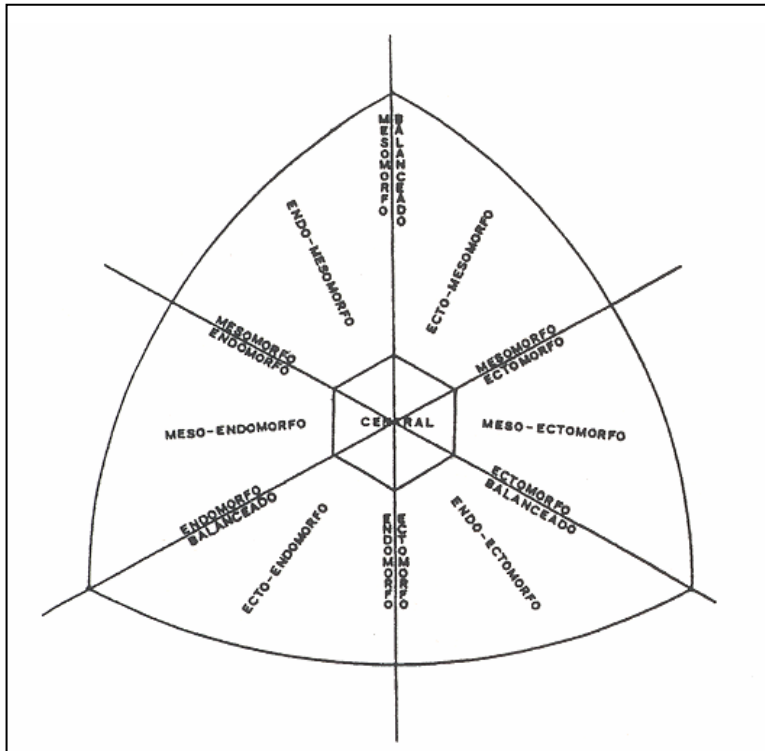 MESOMORFO
BALANCEADO
ENDO-MESOMORFO
ECTO-MESOMORFO
MESOMORFO
ENDOMORFO
MESOMORFO
ECTOMORFO
MESO-ENDOMORFO
CENTRAL
MESO-ECTOMORFO
ENDOMORFO
BALANCEADO
ECTOMORFO
BALANCEADO
ECTO-ENDOMORFO
ENDOMORFO
ECTOMORFO
ENDO-ECTOMORFO